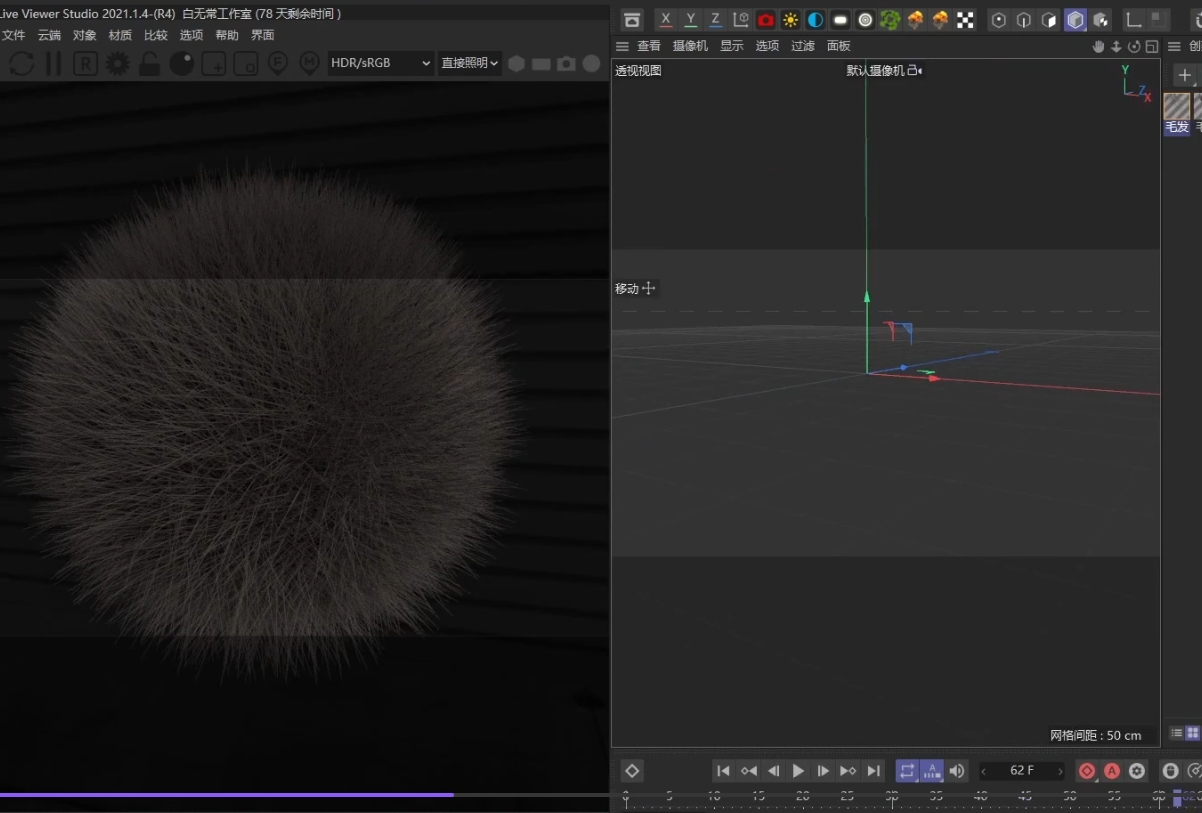 Live Viewer Studio 2021.1.4-(R4) 白无常工作室 (78 天剩余时间 )
文件 云端 对象 材质 比较 选项 帮助 界面
R
F
M
HDR/sRGB
直接照明
X Y Z
查看 摄像机 显示 选项 过滤 面板
创
透视视图
默认摄像机
Y
Z
X
毛发
移动
网格间距 : 50 cm
A
62 F
A
0 5 10 15 20 25 30 35 40 45 50 55 60